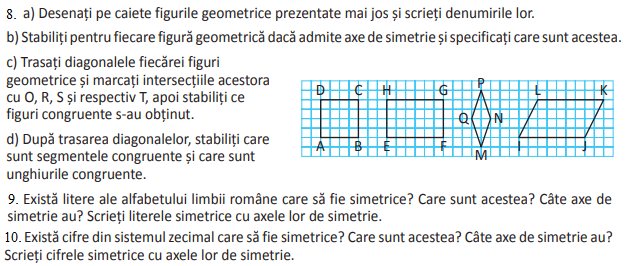 8. a) Desenați pe caiete figurile geometrice prezentate mai jos și scrieți denumirile lor.
b) Stabiliți pentru fiecare figură geometrică dacă admite axe de simetrie și specificați care sunt acestea.
c) Trasați diagonalele fiecărei figuri
geometrice și marcați intersecțiile acestora
cu O, R, S și respectiv T, apoi stabiliți ce
figuri congruente s-au obținut.
d) După trasarea diagonalelor, stabiliți care
sunt segmentele congruente și care sunt
unghiurile congruente.
D C H G P L K
Q N
A B E F M I J
9. Există litere ale alfabetului limbii române care să fie simetrice? Care sunt acestea? Câte axe de
simetrie au? Scrieți literele simetrice cu axele lor de simetrie.
10. Există cifre din sistemul zecimal care să fie simetrice? Care sunt acestea? Câte axe de simetrie au?
Scrieți cifrele simetrice cu axele lor de simetrie.